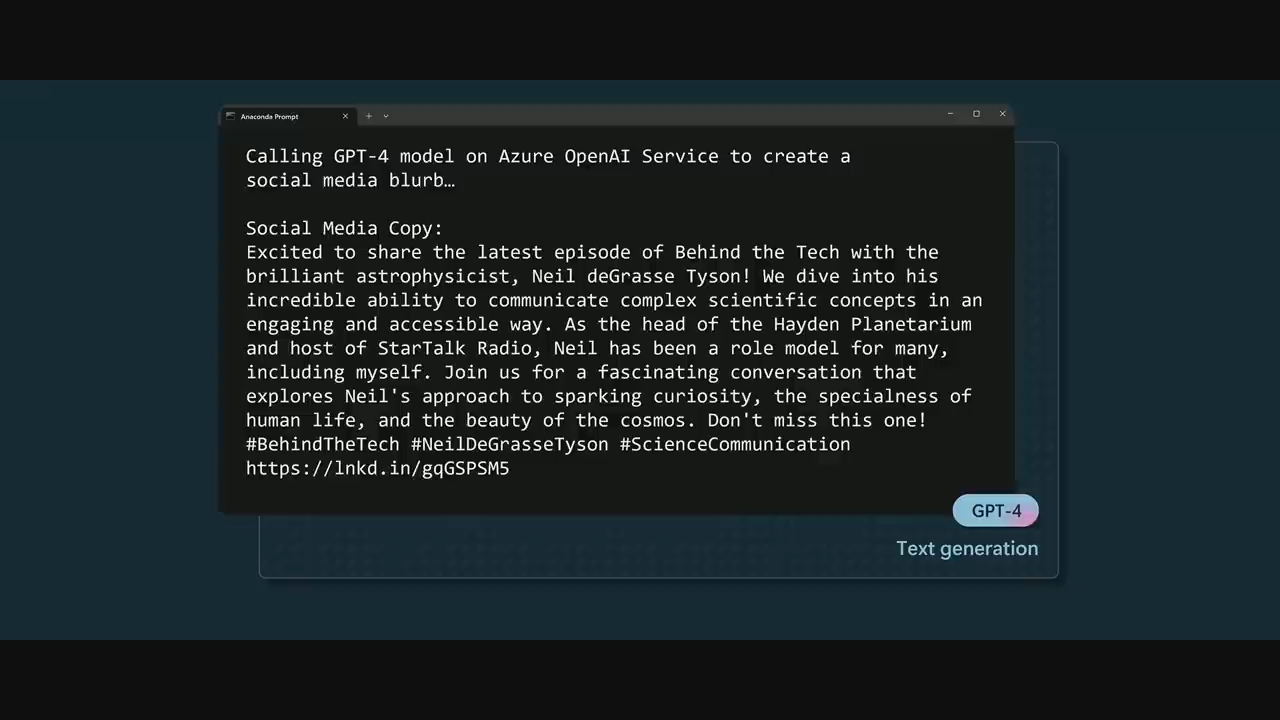 Anaconda Prompt
Calling GPT-4 model on Azure OpenAI Service to create a
social media blurb…
Social Media Copy:
Excited to share the latest episode of Behind the Tech with the
brilliant astrophysicist, Neil deGrasse Tyson! We dive into his
incredible ability to communicate complex scientific concepts in an
engaging and accessible way. As the head of the Hayden Planetarium
and host of StarTalk Radio, Neil has been a role model for many,
including myself. Join us for a fascinating conversation that
explores Neil's approach to sparking curiosity, the specialness of
human life, and the beauty of the cosmos. Don't miss this one!
#BehindTheTech #NeilDeGrasseTyson #ScienceCommunication
https://lnkd.in/gqGSPSM5
GPT-4
Text generation